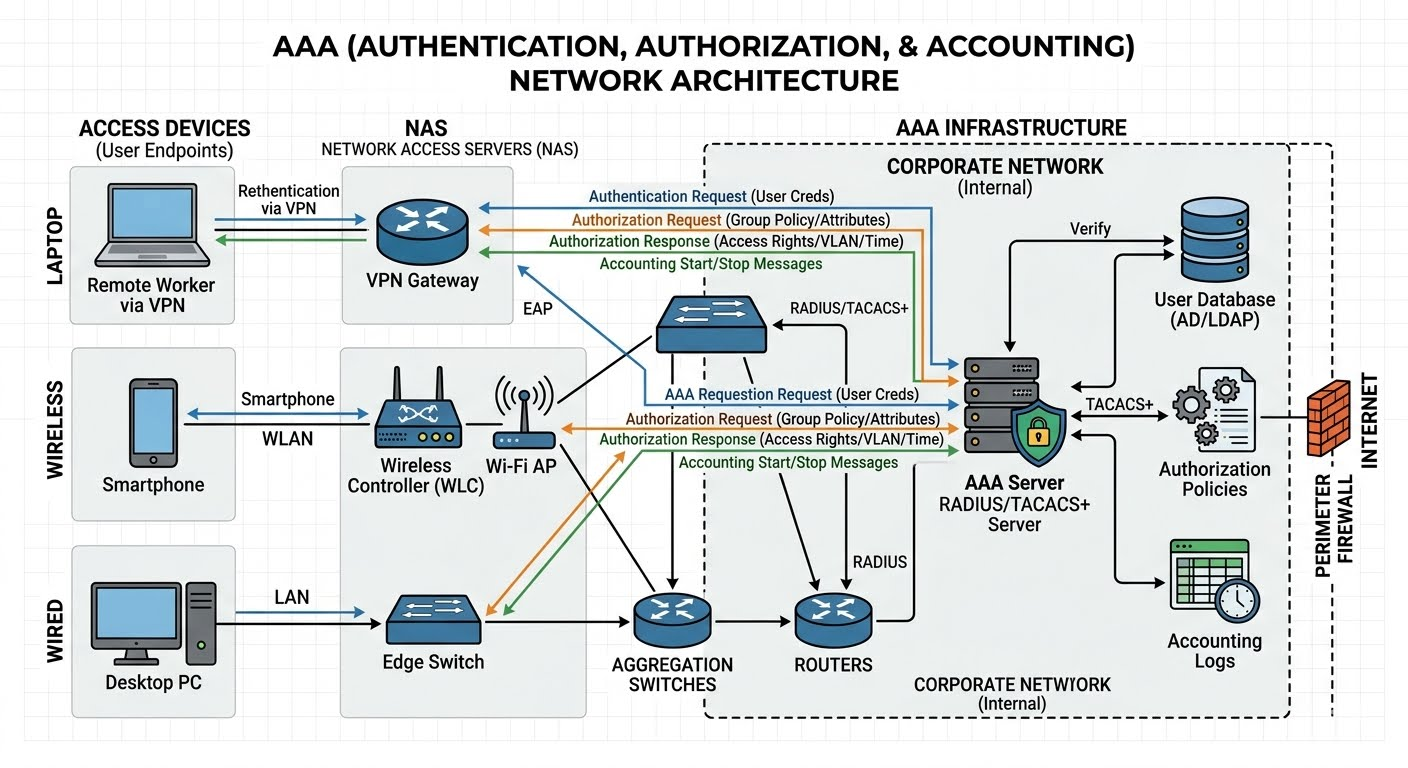 AAA (AUTHENTICATION, AUTHORIZATION, & ACCOUNTING)
NETWORK ARCHITECTURE
ACCESS DEVICES
(User Endpoints)
NAS
NETWORK ACCESS SERVERS (NAS)
AAA INFRASTRUCTURE
CORPORATE NETWORK
(Internal)
LAPTOP
Rethentication
via VPN
Remote Worker
via VPN
VPN Gateway
Authentication Request (User Creds)
Authorization Request (Group Policy/Attributes)
Authorization Response (Access Rights/VLAN/Time)
Accounting Start/Stop Messages
EAP
RADIUS/TACACS+
Verify
User Database
(AD/LDAP)
WIRELESS
Smartphone
WLAN
Smartphone
Wireless
Controller (WLC)
Wi-Fi AP
AAA Requestion Request (User Creds)
Authorization Request (Group Policy/Attributes)
Authorization Response (Access Rights/VLAN/Time)
Accounting Start/Stop Messages
TACACS+
AAA Server
RADIUS/TACACS+
Server
Authorization
Policies
INTERNET
PERIMETER
FIREWALL
WIRED
LAN
Desktop PC
Edge Switch
AGGREGATION
SWITCHES
RADIUS
ROUTERS
Accounting
Logs
CORPORATE NETWORK
(Internal)